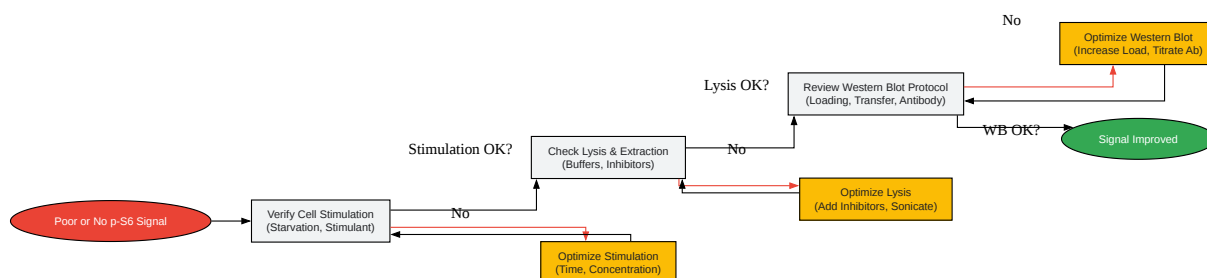 Poor or No p-S6 Signal
Verify Cell Stimulation
(Starvation, Stimulant)
No
Optimize Stimulation
(Time, Concentration)
Stimulation OK?
Check Lysis & Extraction
(Buffers, Inhibitors)
No
Optimize Lysis
(Add Inhibitors, Sonicate)
Lysis OK?
Review Western Blot Protocol
(Loading, Transfer, Antibody)
No
Optimize Western Blot
(Increase Load, Titrate Ab)
WB OK?
Signal Improved